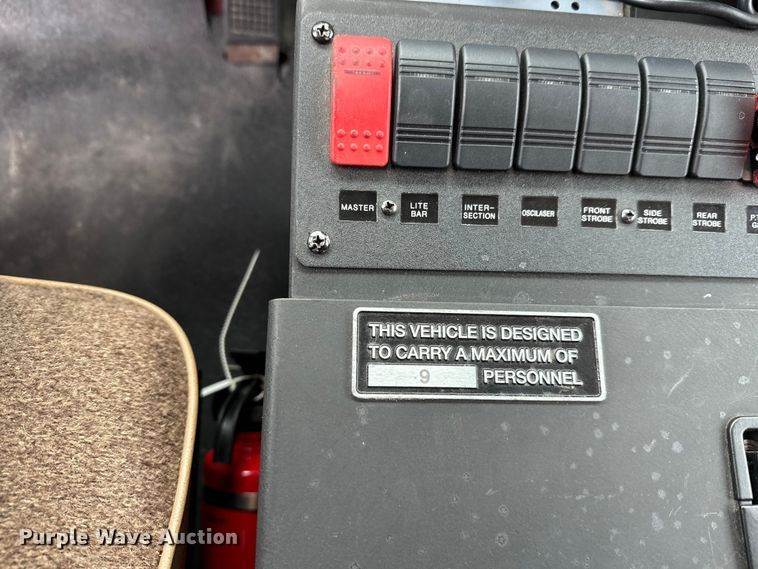 MASTER
LITE
BAR
INTER-
SECTION
OSCILASER
FRONT
STROBE
SIDE
STROBE
REAR
STROBE
THIS VEHICLE IS DESIGNED
TO CARRY A MAXIMUM OF
9 PERSONNEL
Purple Wave Auction